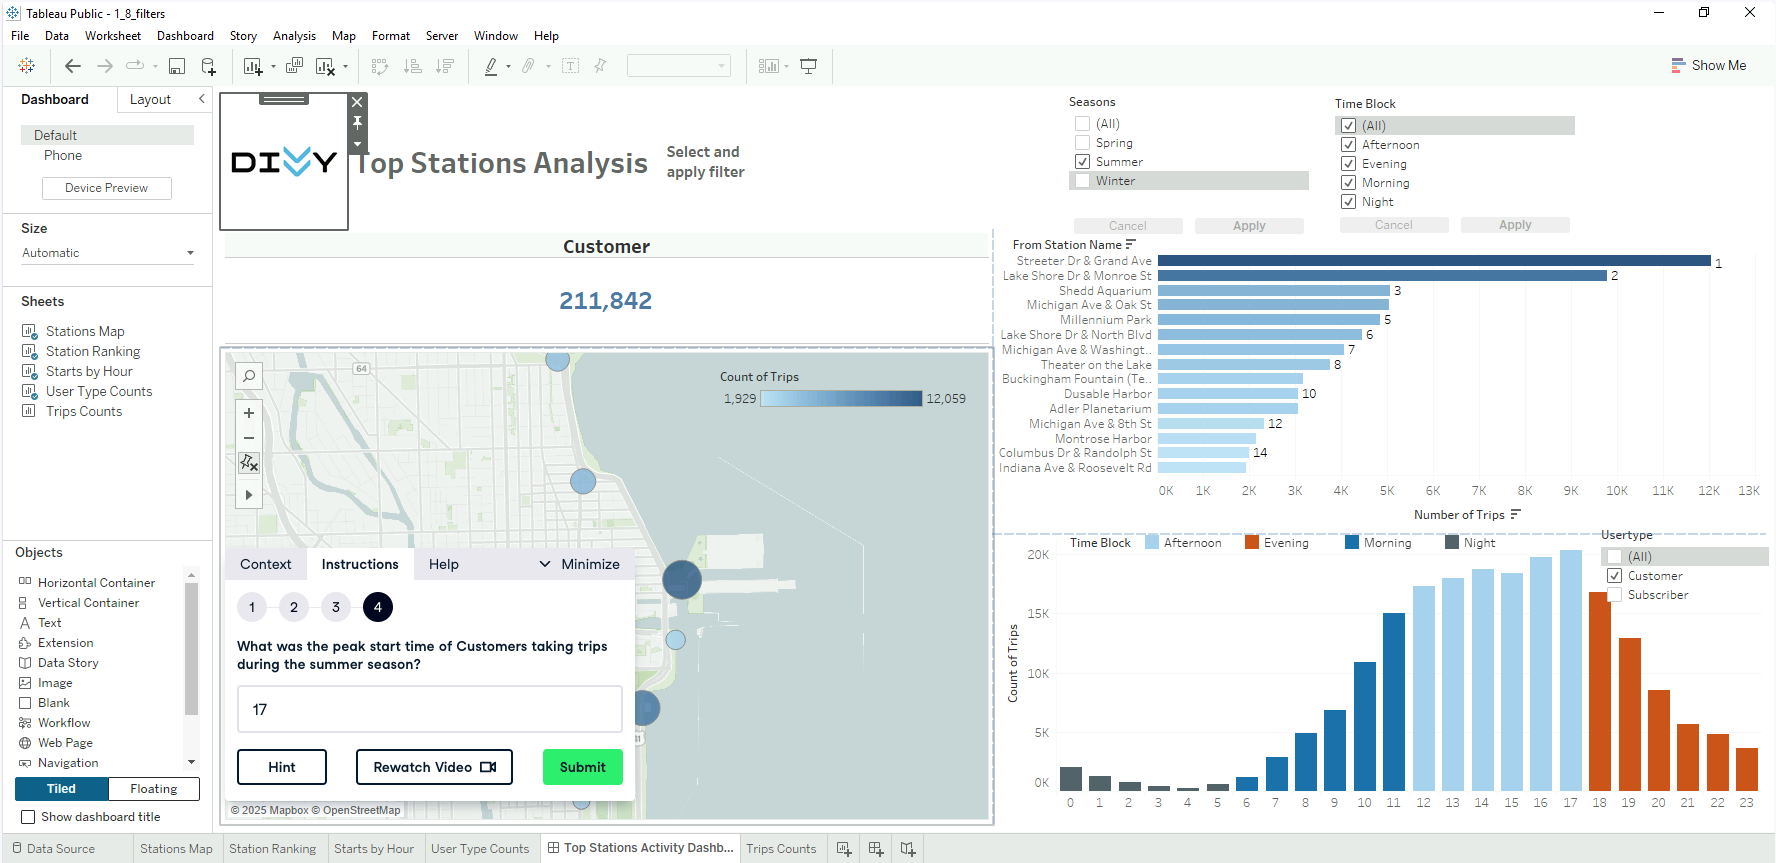 Tableau Public - 1_8_filters
File Data Worksheet Dashboard Story Analysis Map Format Server Window Help
Show Me
Dashboard Layout
Default
Phone
Device Preview
Size
Automatic
Sheets
Stations Map
Station Ranking
Starts by Hour
User Type Counts
Trips Counts
Objects
Horizontal Container
Vertical Container
Text
Extension
Data Story
Image
Blank
Workflow
Web Page
Navigation
Tiled Floating
Show dashboard title
DIVVY
Top Stations Analysis
Select and
apply filter
Seasons
(All)
Spring
Summer
Winter
Cancel Apply
Time Block
(All)
Afternoon
Evening
Morning
Night
Cancel Apply
Customer
211,842
64
Count of Trips
1,929 12,059
Context Instructions Help Minimize
1 2 3 4
What was the peak start time of Customers taking trips
during the summer season?
17
Hint Rewatch Video Submit
© 2025 Mapbox © OpenStreetMap
From Station Name
Streeter Dr & Grand Ave 1
Lake Shore Dr & Monroe St 2
Shedd Aquarium 3
Michigan Ave & Oak St
Millennium Park 5
Lake Shore Dr & North Blvd 6
Michigan Ave & Washingt.. 7
Theater on the Lake 8
Buckingham Fountain (Te..
Dusable Harbor 10
Adler Planetarium
Michigan Ave & 8th St 12
Montrose Harbor
Columbus Dr & Randolph St 14
Indiana Ave & Roosevelt Rd
0K 1K 2K 3K 4K 5K 6K 7K 8K 9K 10K 11K 12K 13K
Number of Trips
Time Block Afternoon Evening Morning Night
Usertype
(All)
Customer
Subscriber
Count of Trips
20K
15K
10K
5K
0K
0 1 2 3 4 5 6 7 8 9 10 11 12 13 14 15 16 17 18 19 20 21 22 23
Data Source Stations Map Station Ranking Starts by Hour User Type Counts Top Stations Activity Dashb... Trips Counts